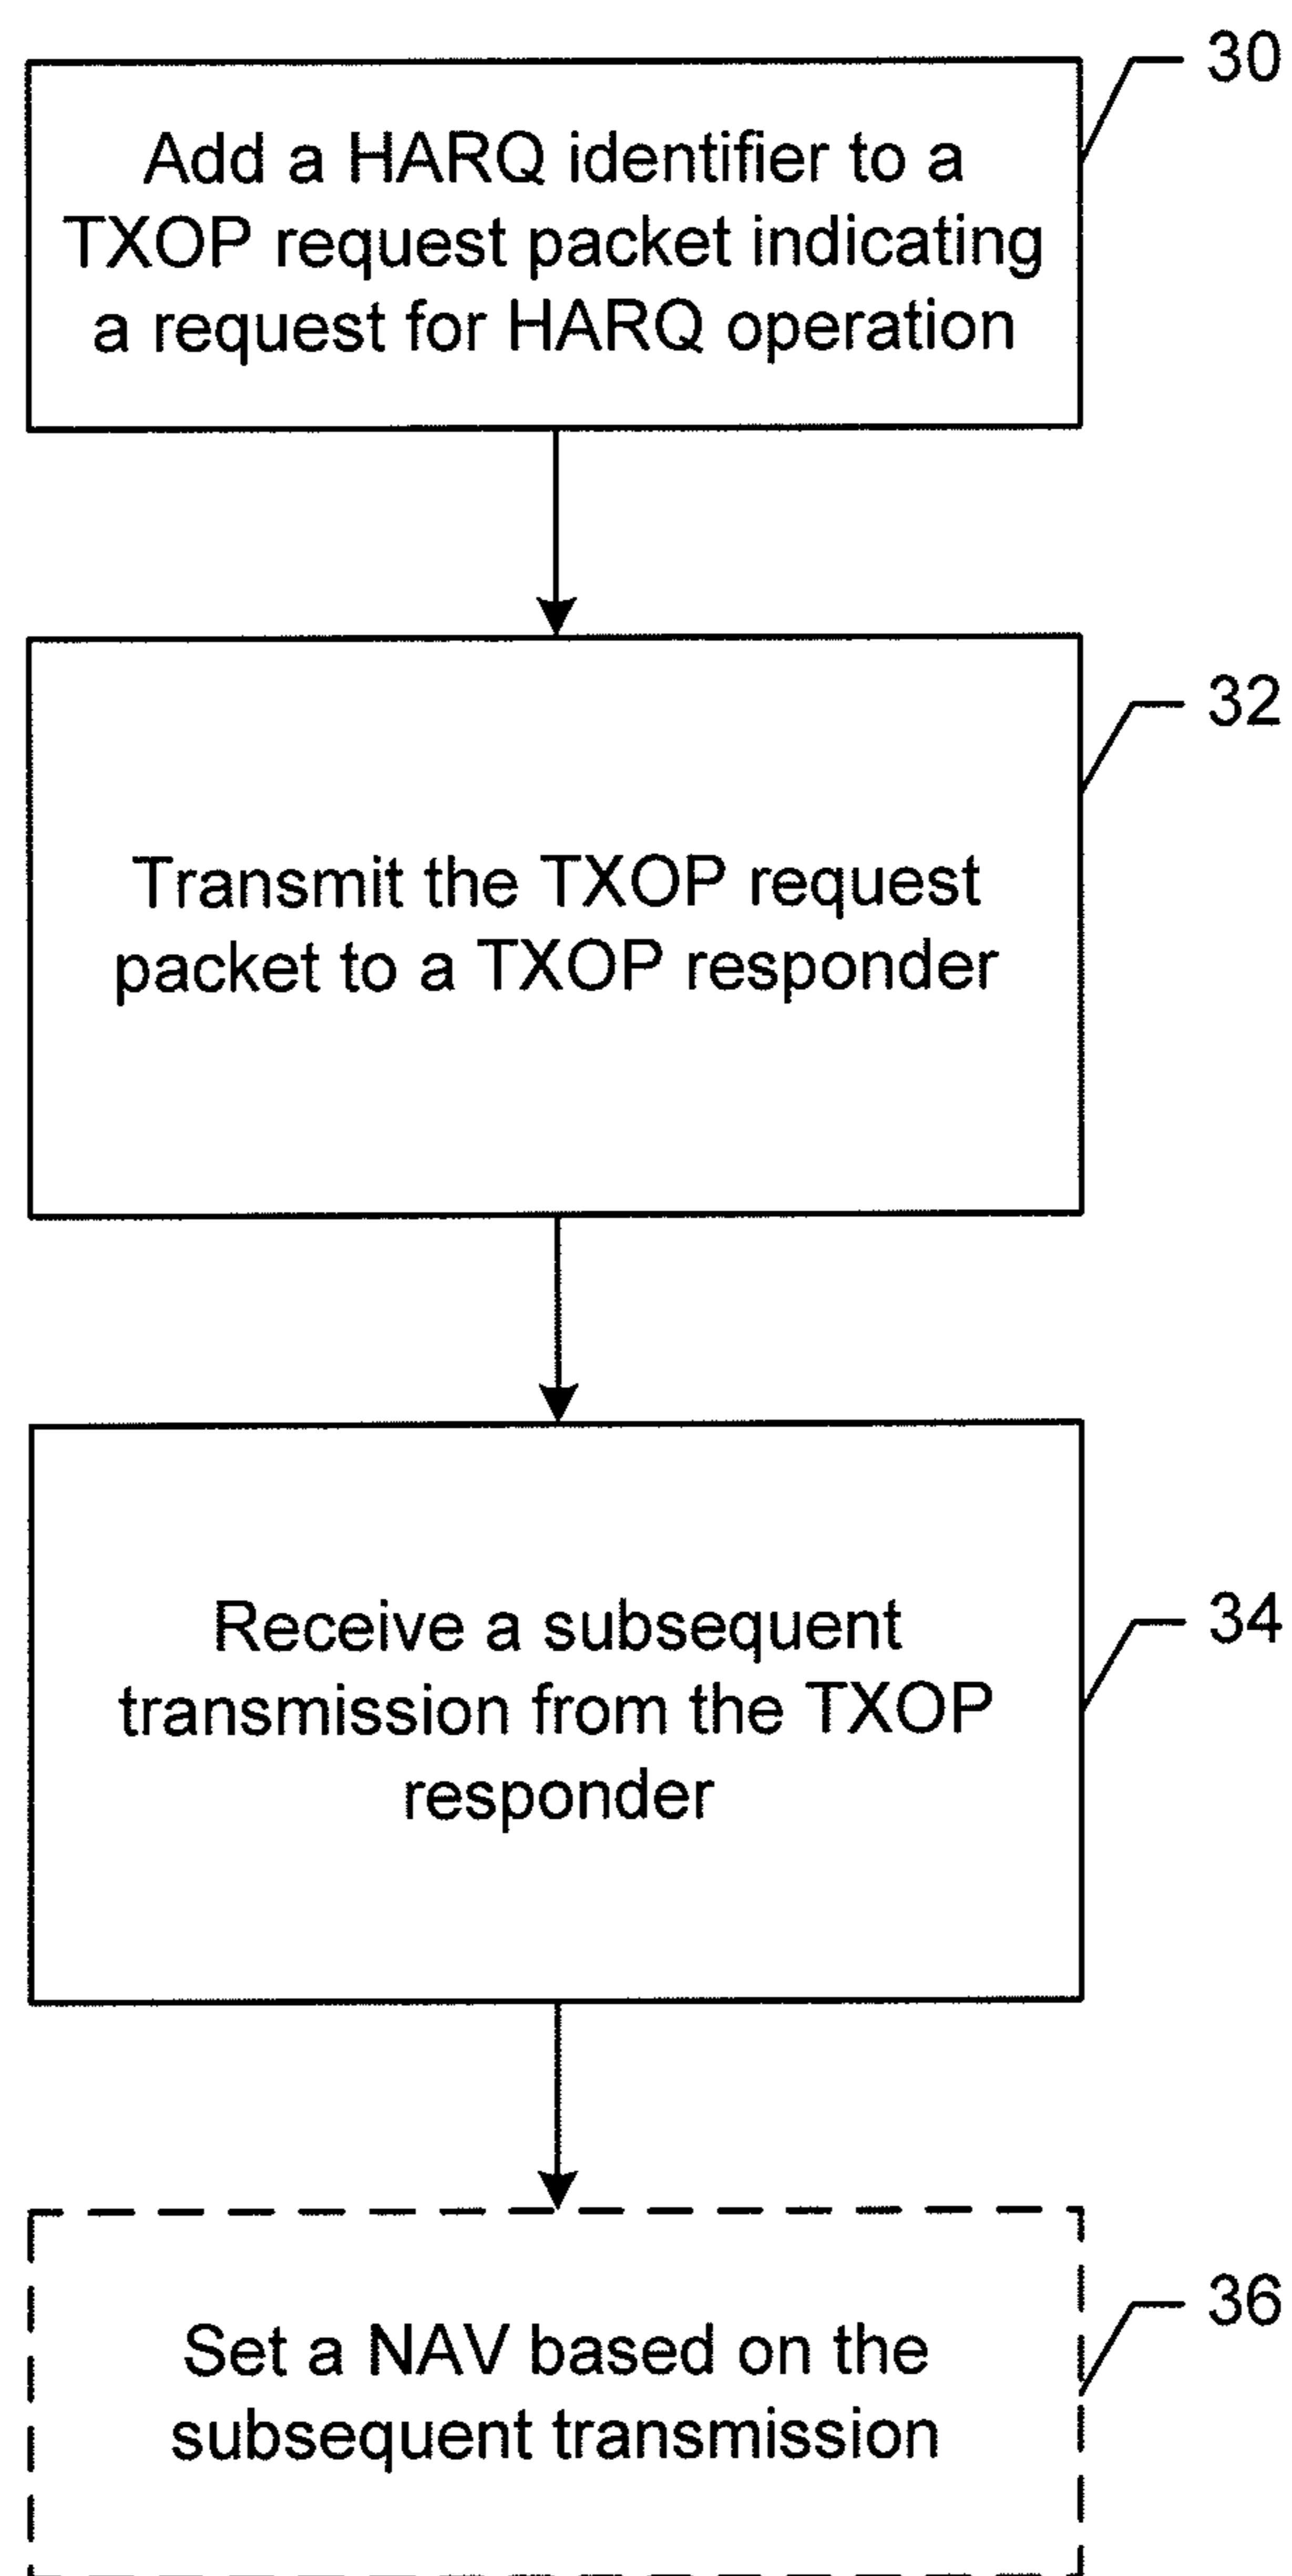 30
Add a HARQ identifier to a
TXOP request packet indicating
a request for HARQ operation
32
Transmit the TXOP request
packet to a TXOP responder
34
Receive a subsequent
transmission from the TXOP
responder
36
Set a NAV based on the
subsequent transmission